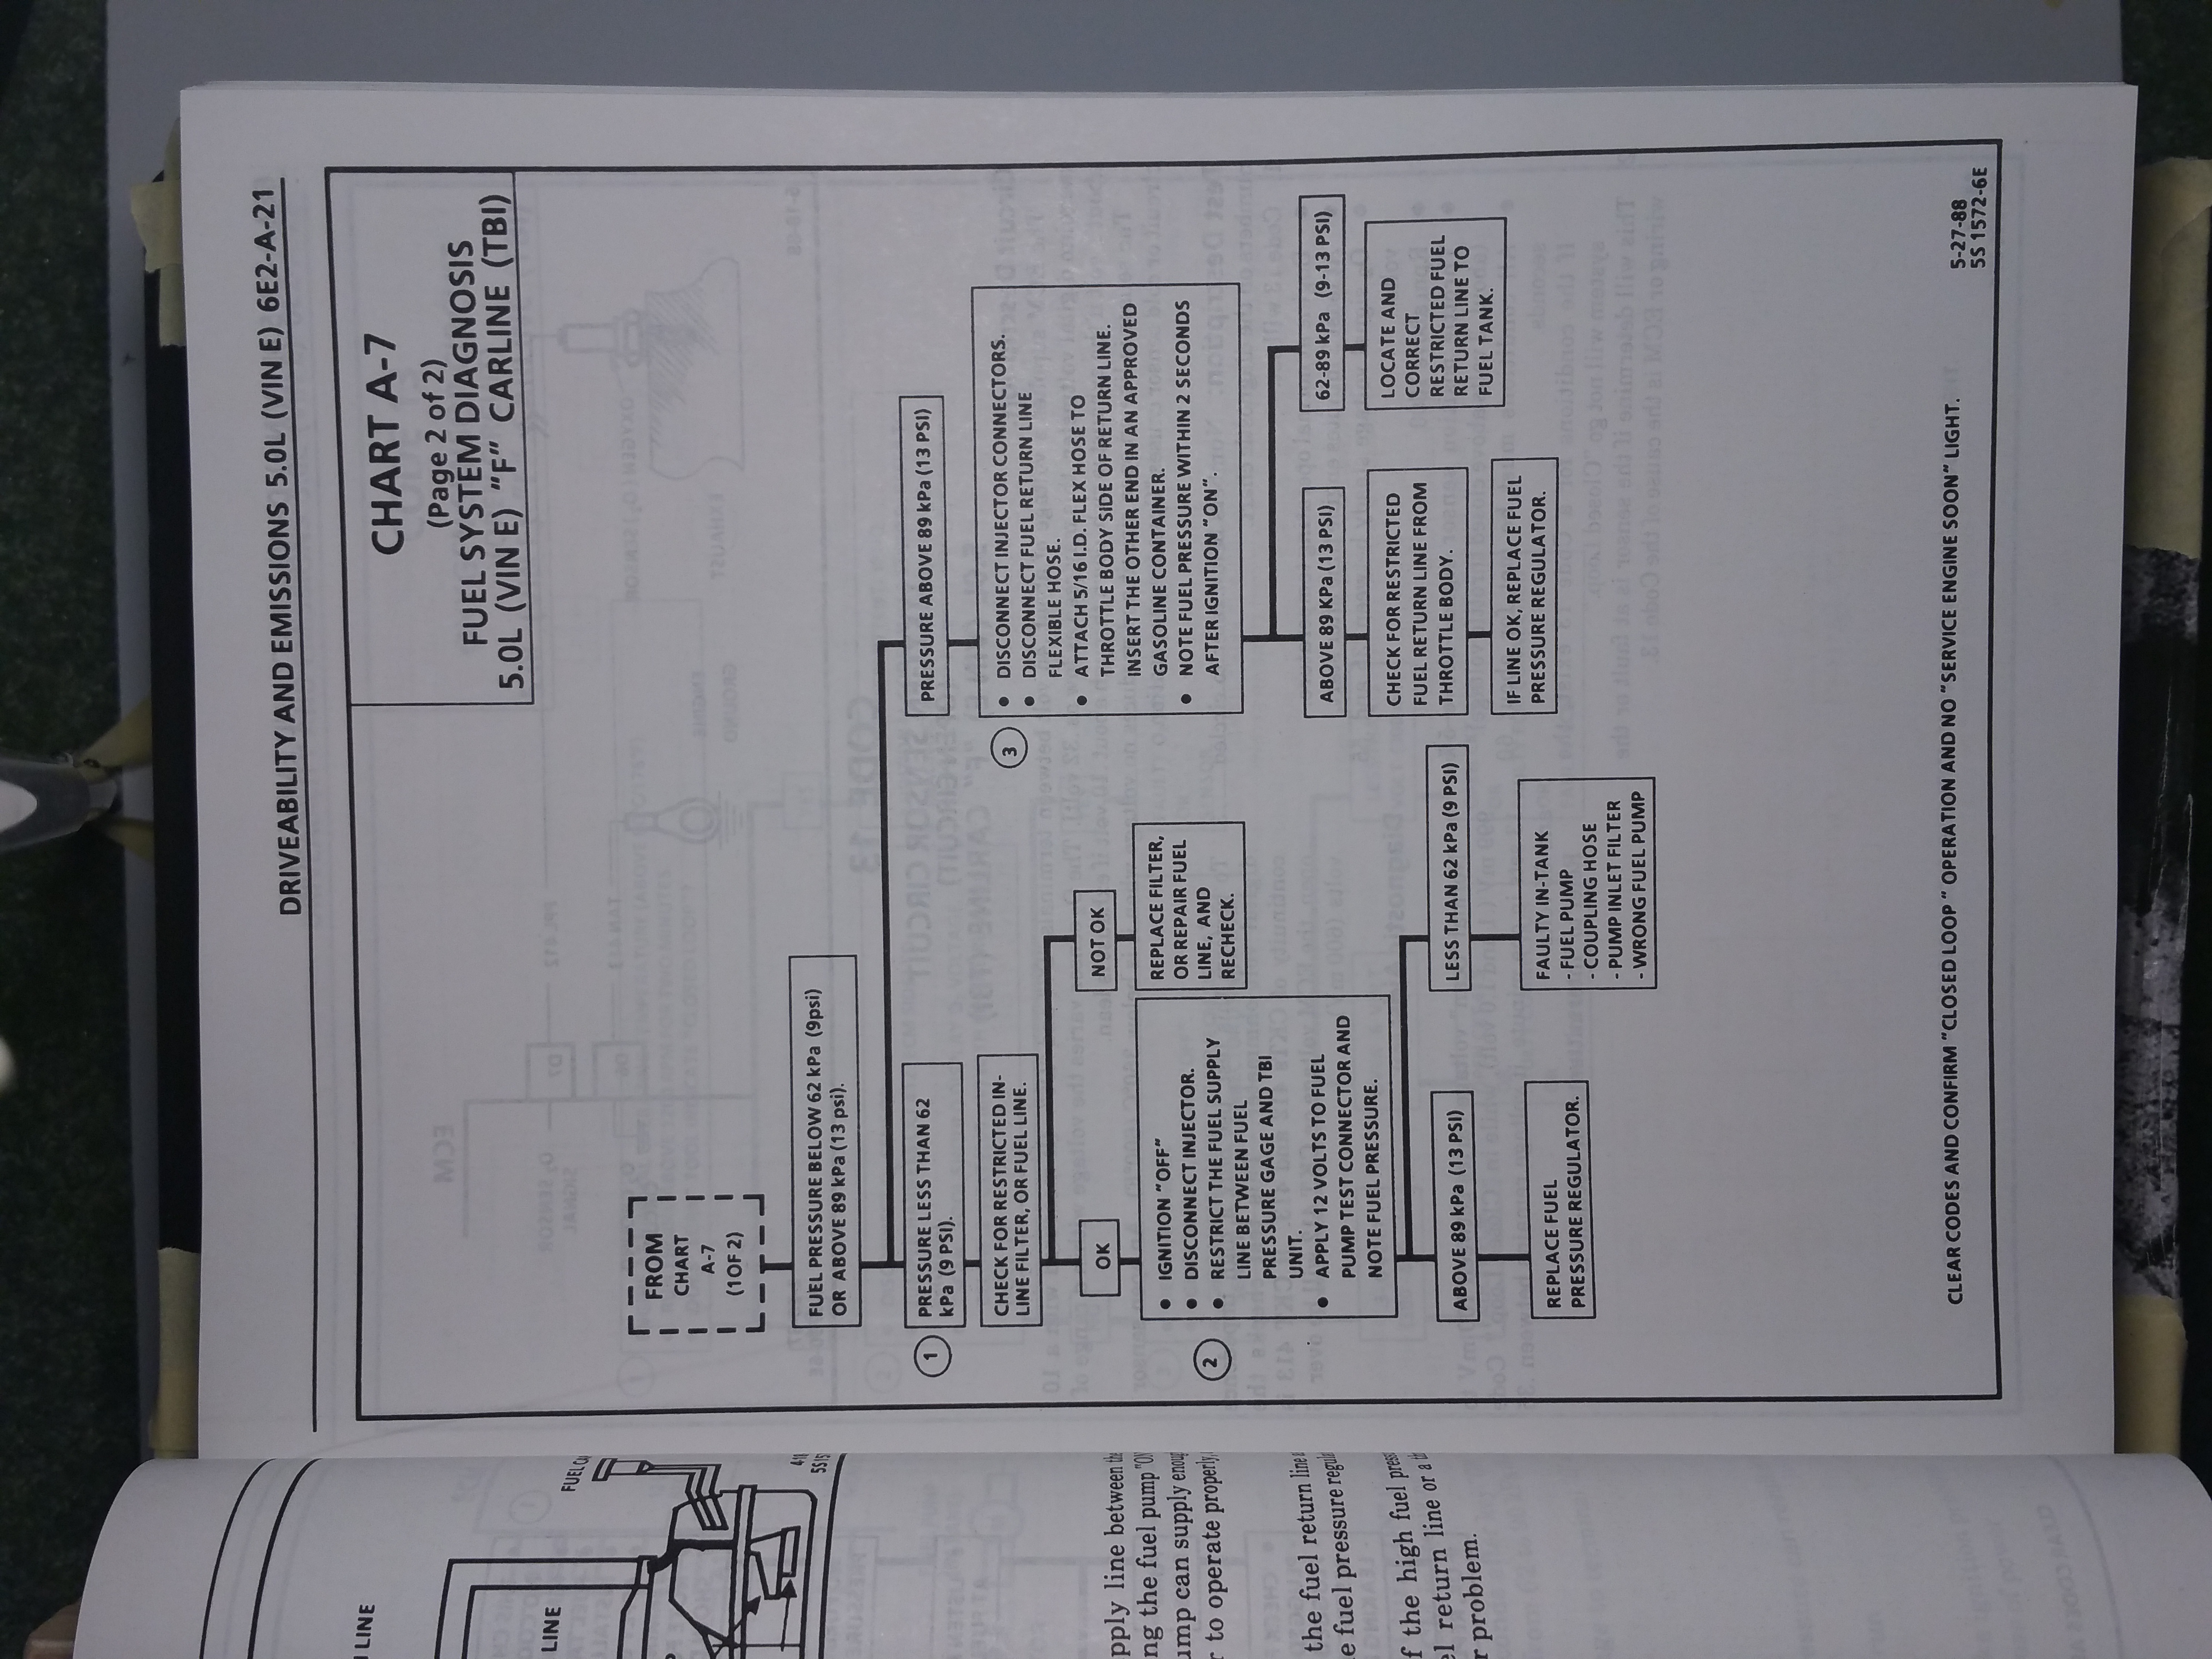 DRIVEABILITY AND EMISSIONS 5.0L (VIN E) 6E2-A-21
CHART A-7
(Page 2 of 2)
FUEL SYSTEM DIAGNOSIS
5.0L (VIN E) "F" CARLINE (TBI)
FROM
CHART
A-7
(1OF 2)
FUEL PRESSURE BELOW 62 kPa (9psi)
OR ABOVE 89 kPa (13 psi).
1
PRESSURE LESS THAN 62
kPa (9 PSI).
CHECK FOR RESTRICTED IN-
LINE FILTER, OR FUEL LINE.
OK
NOT OK
REPLACE FILTER,
OR REPAIR FUEL
LINE, AND
RECHECK.
2
● IGNITION "OFF"
● DISCONNECT INJECTOR.
● RESTRICT THE FUEL SUPPLY
LINE BETWEEN FUEL
PRESSURE GAGE AND TBI
UNIT.
● APPLY 12 VOLTS TO FUEL
PUMP TEST CONNECTOR AND
NOTE FUEL PRESSURE.
ABOVE 89 kPa (13 PSI)
REPLACE FUEL
PRESSURE REGULATOR.
LESS THAN 62 kPa (9 PSI)
FAULTY IN-TANK
- FUEL PUMP
- COUPLING HOSE
- PUMP INLET FILTER
- WRONG FUEL PUMP
PRESSURE ABOVE 89 kPa (13 PSI)
3
● DISCONNECT INJECTOR CONNECTORS.
● DISCONNECT FUEL RETURN LINE
FLEXIBLE HOSE.
● ATTACH 5/16 I.D. FLEX HOSE TO
THROTTLE BODY SIDE OF RETURN LINE.
INSERT THE OTHER END IN AN APPROVED
GASOLINE CONTAINER.
● NOTE FUEL PRESSURE WITHIN 2 SECONDS
AFTER IGNITION "ON".
ABOVE 89 KPa (13 PSI)
CHECK FOR RESTRICTED
FUEL RETURN LINE FROM
THROTTLE BODY.
IF LINE OK, REPLACE FUEL
PRESSURE REGULATOR.
62-89 kPa (9-13 PSI)
LOCATE AND
CORRECT
RESTRICTED FUEL
RETURN LINE TO
FUEL TANK.
CLEAR CODES AND CONFIRM "CLOSED LOOP" OPERATION AND NO "SERVICE ENGINE SOON" LIGHT.
5-27-88
5S 1572-6E
LINE
LINE
FUEL
pply line between the
ng the fuel pump
ump can supply
to operate properly,
the fuel return line
fuel pressure
f the high fuel
return line or a
problem.